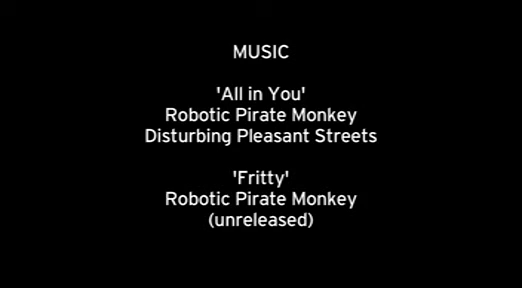 MUSIC
'All in You'
Robotic Pirate Monkey
Disturbing Pleasant Streets
'Fritty'
Robotic Pirate Monkey
(unreleased)